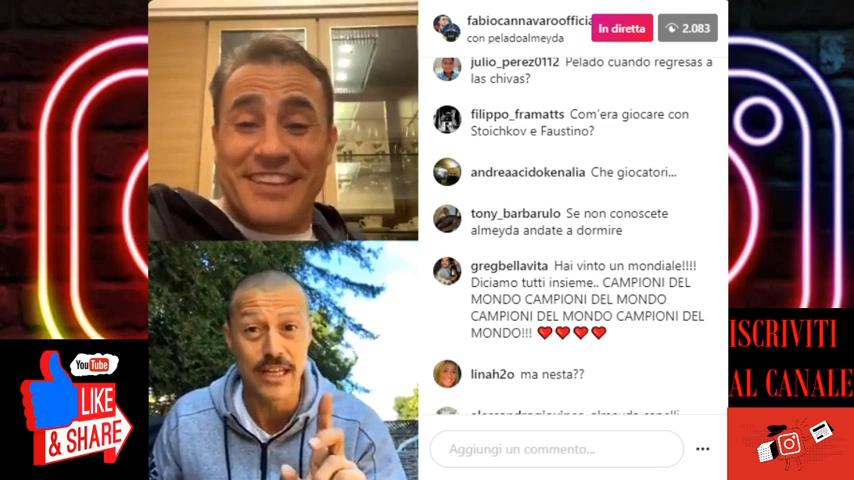 fabiocannavaroofficia
In diretta
2.083
con peladoalmeyda
julio_perez0112 Pelado cuando regresas a
las chivas?
filippo_framatts Com'era giocare con
Stoichkov e Faustino?
andreaacidokenalia Che giocatori...
tony_barbarulo Se non conoscete
almeyda andate a dormire
gregbellavita Hai vinto un mondiale!!!!
Diciamo tutti insieme.. CAMPIONI DEL
MONDO CAMPIONI DEL MONDO
CAMPIONI DEL MONDO CAMPIONI DEL
MONDO!!! ❤❤❤❤
linah2o ma nesta??
Aggiungi un commento...
You Tube
LIKE
& SHARE
ISCRIVITI
AL CANALE